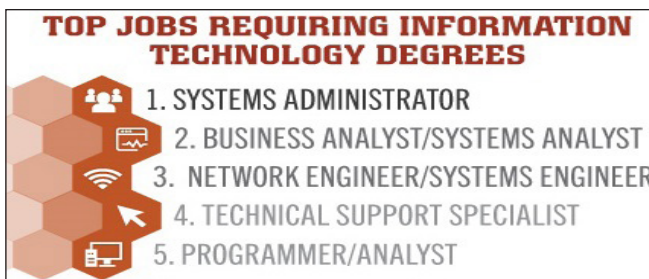 TOP JOBS REQUIRING INFORMATION
TECHNOLOGY DEGREES
1. SYSTEMS ADMINISTRATOR
2. BUSINESS ANALYST/SYSTEMS ANALYST
3. NETWORK ENGINEER/SYSTEMS ENGINEER
4. TECHNICAL SUPPORT SPECIALIST
5. PROGRAMMER/ANALYST